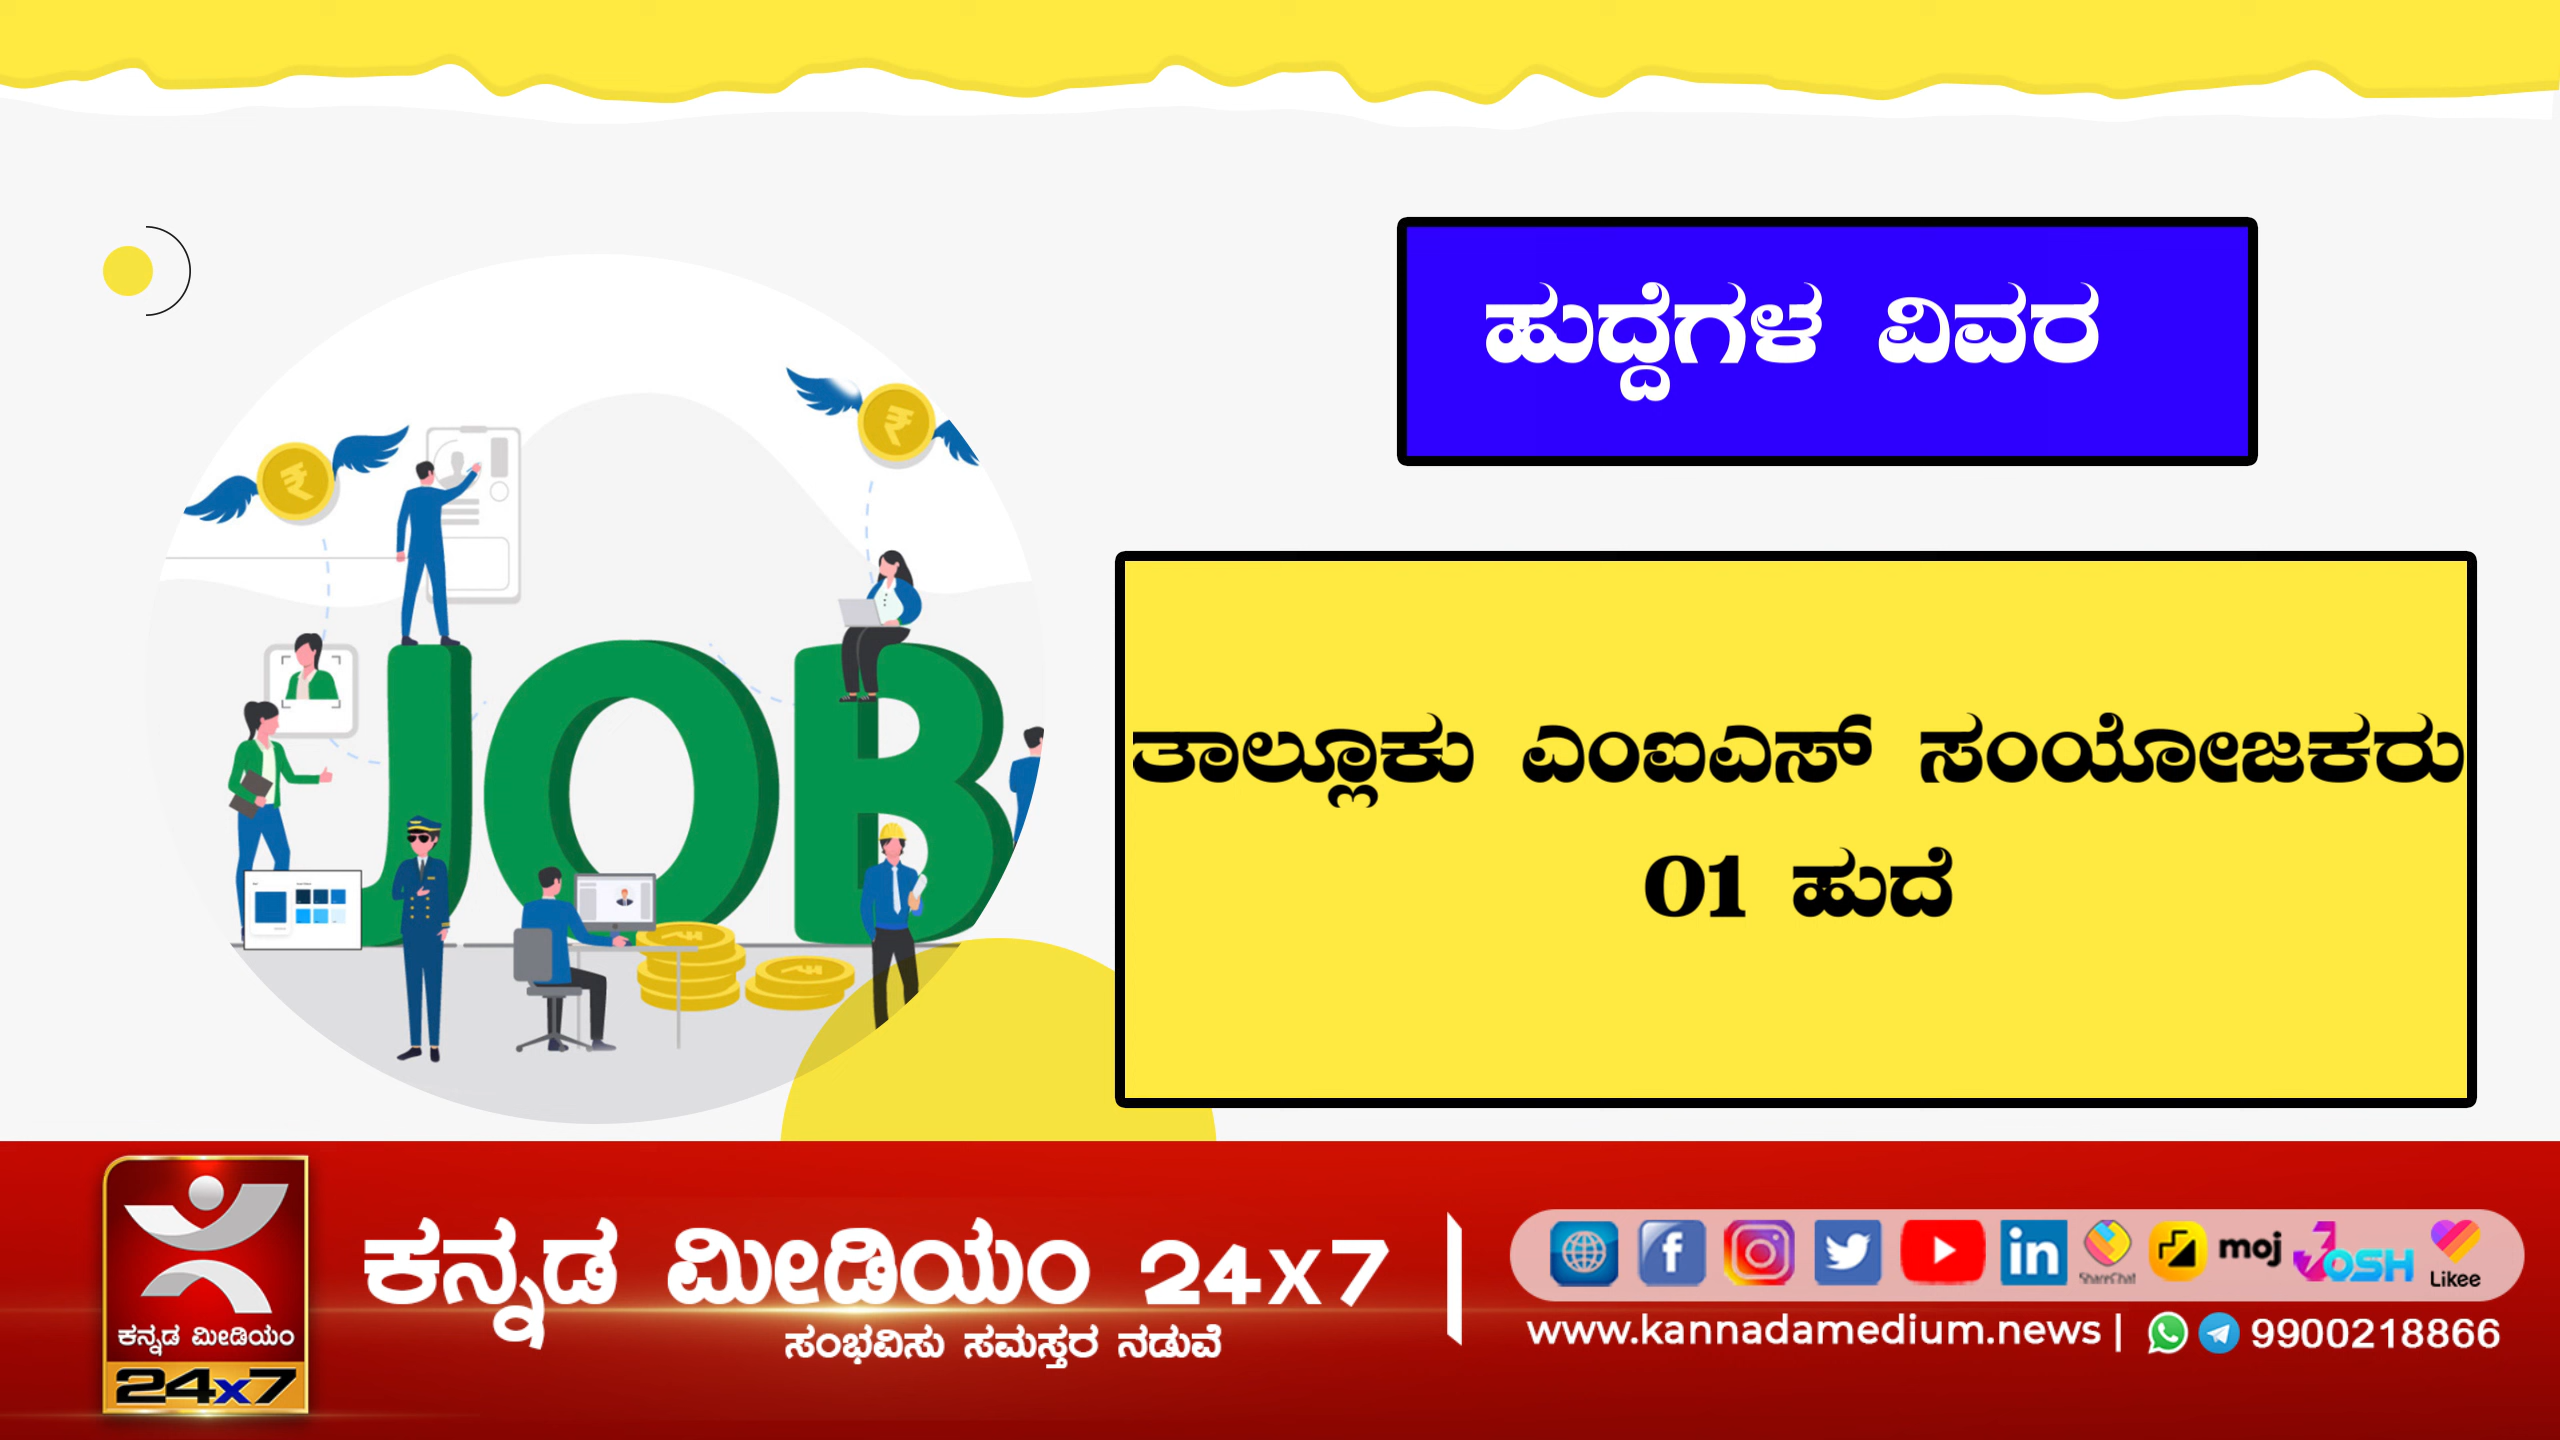 ಹುದ್ದೆಗಳ ವಿವರ
ತಾಲ್ಲೂಕು ಎಂಐಎಸ್ ಸಂಯೋಜಕರು
01 ಹುದೆ
JOB
ಕನ್ನಡ ಮೀಡಿಯಂ
24x7
ಕನ್ನಡ ಮೀಡಿಯಂ 24x7
ಸಂಭವಿಸು ಸಮಸ್ತರ ನಡುವೆ
ShareChat moj Josh Likee
www.kannadamedium.news | 9900218866